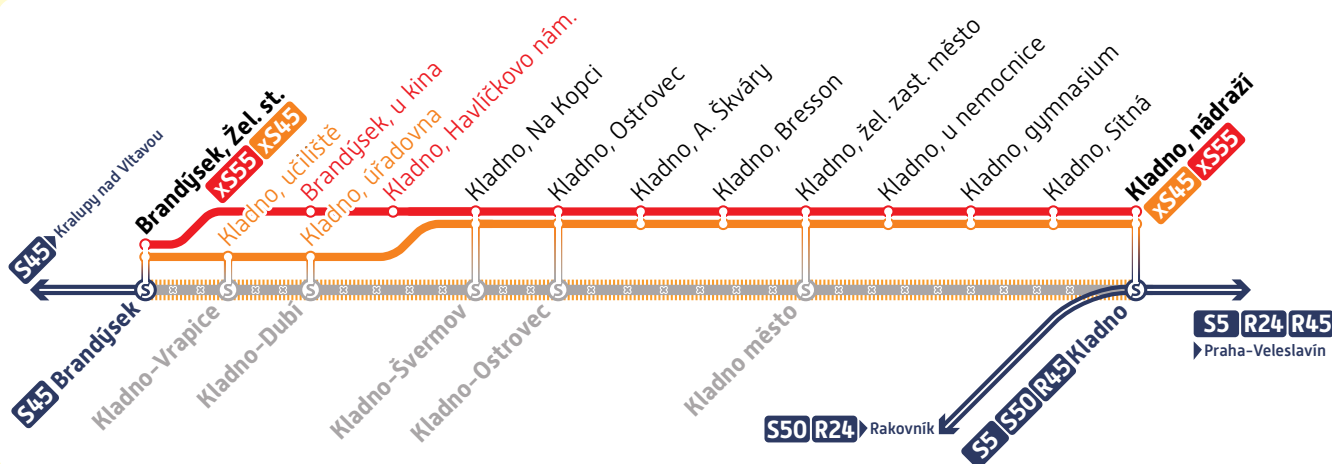 S45 Kralupy nad Vltavou
Brandýsek, Žel. st.
xS55 xS45
Kladno, učiliště
Brandýsek, u kina
Kladno, úřadovna
Kladno, Havlíčkovo nám.
Kladno, Na Kopci
Kladno, Ostrovec
Kladno, A. Škváry
Kladno, Bresson
Kladno, žel. zast. město
Kladno, u nemocnice
Kladno, gymnasium
Kladno, Sítná
Kladno, nádraží
xS45 xS55
S S S S S S S
S45 Brandýsek
Kladno-Vrapice
Kladno-Dubí
Kladno-Švermov
Kladno-Ostrovec
Kladno město
S5 S50 R45 Kladno
S5 R24 R45
Praha-Veleslavín
S50 R24 Rakovník